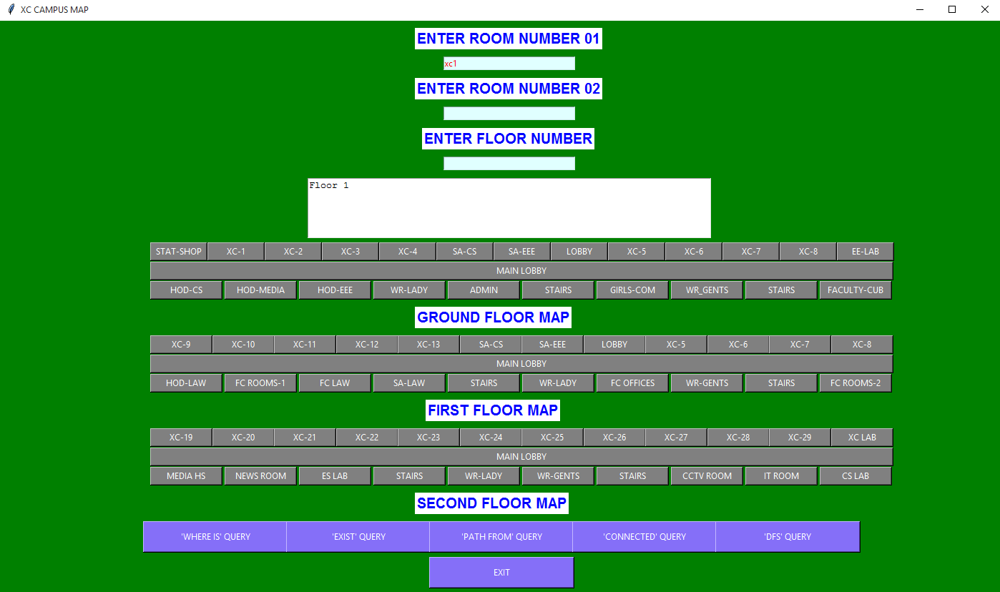 XC CAMPUS MAP
ENTER ROOM NUMBER 01
xc1
ENTER ROOM NUMBER 02
ENTER FLOOR NUMBER
Floor 1
STAT-SHOP XC-1 XC-2 XC-3 XC-4 SA-CS SA-EEE LOBBY XC-5 XC-6 XC-7 XC-8 EE-LAB
MAIN LOBBY
HOD-CS HOD-MEDIA HOD-EEE WR-LADY ADMIN STAIRS GIRLS-COM WR_GENTS STAIRS FACULTY-CUB
GROUND FLOOR MAP
XC-9 XC-10 XC-11 XC-12 XC-13 SA-CS SA-EEE LOBBY XC-5 XC-6 XC-7 XC-8
MAIN LOBBY
HOD-LAW FC ROOMS-1 FC LAW SA-LAW STAIRS WR-LADY FC OFFICES WR-GENTS STAIRS FC ROOMS-2
FIRST FLOOR MAP
XC-19 XC-20 XC-21 XC-22 XC-23 XC-24 XC-25 XC-26 XC-27 XC-28 XC-29 XC LAB
MAIN LOBBY
MEDIA HS NEWS ROOM ES LAB STAIRS WR-LADY WR-GENTS STAIRS CCTV ROOM IT ROOM CS LAB
SECOND FLOOR MAP
'WHERE IS' QUERY 'EXIST' QUERY 'PATH FROM' QUERY 'CONNECTED' QUERY 'DFS' QUERY
EXIT